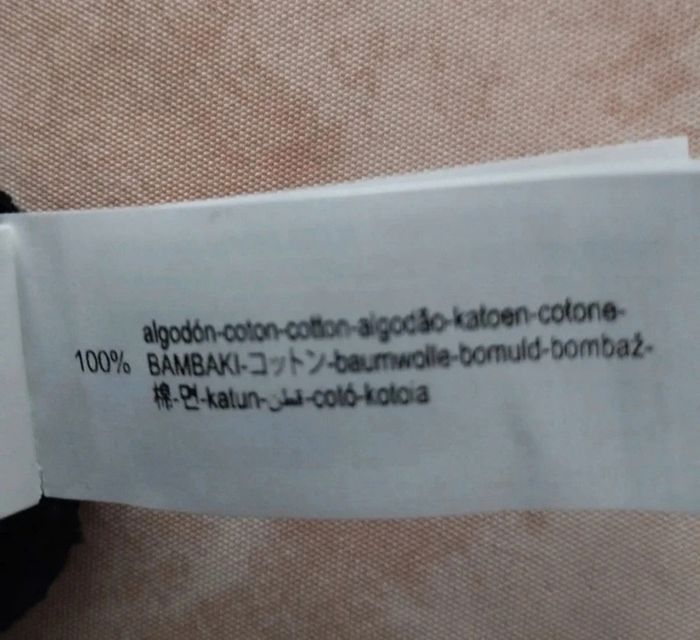 algodón-coton-cotton-algodão-katoen-cotone-
100% BAMBAKI-コットン-baumwolle-bomuld-bombaž-
棉-면-katun-قطن-cotó-kotoia